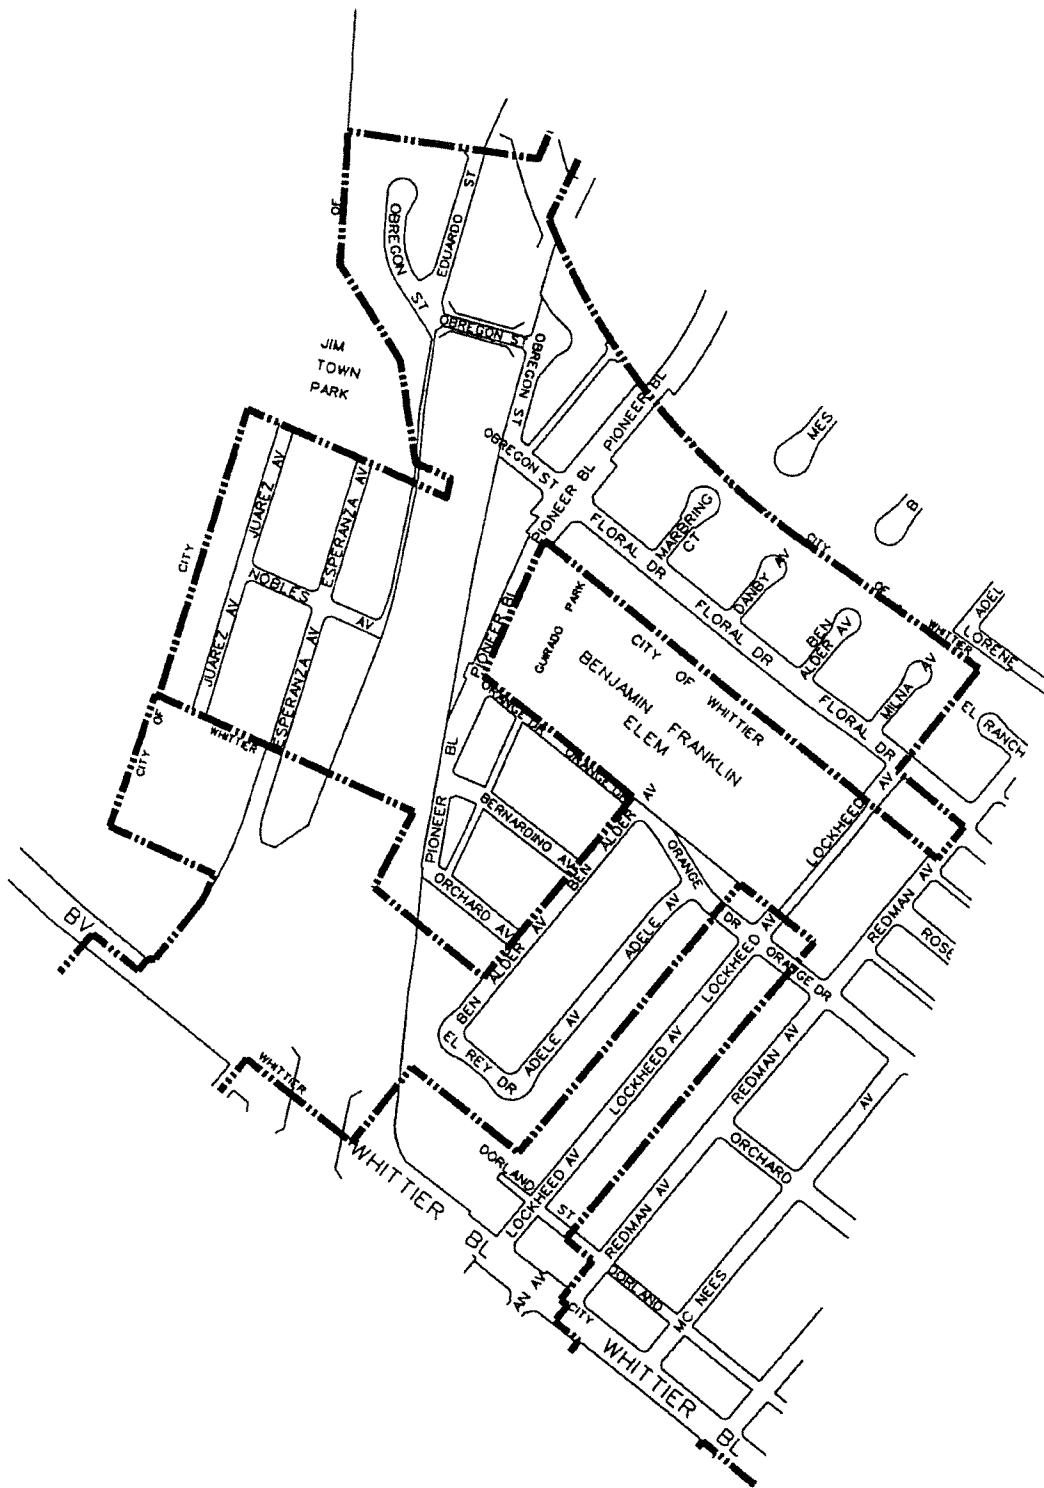 OF
OBREGON ST
EDUARDO ST
OBREGON ST
OBREGON ST
JIM
TOWN
PARK
PIONEER BL
MES
OBREGON ST
PIONEER BL
JUAREZ AV
ESPERANZA AV
MARBRING
CT
FLORAL DR
BL
CITY
CITY
DANBY AV
NOBLES AV
PIONEER BL
GUIRADO PARK
OF
FLORAL DR
BEN
ALDER AV
ADEL
LORENE
WHITTIER
JUAREZ AV
ESPERANZA AV
CITY OF WHITTIER
BENJAMIN FRANKLIN
ELEM
MILNA AV
EL RANCH
FLORAL DR
CITY OF
WHITTIER
ORANGE DR
ORANGE DR
PIONEER BL
BERNARDINO AV
BEN ALDER AV
LOCKHEED AV
ORANGE DR
ORCHARD AV
BV
BEN ALDER AV
ADELE AV
LOCKHEED AV
REDMAN AV
ROSE
ORANGE DR
EL REY DR
ADELE AV
LOCKHEED AV
REDMAN AV
WHITTIER
AV
ORCHARD
WHITTIER BL
DORLAND ST
LOCKHEED AV
REDMAN AV
AN AV
DORLAND
MC NEES
CITY
WHITTIER BL